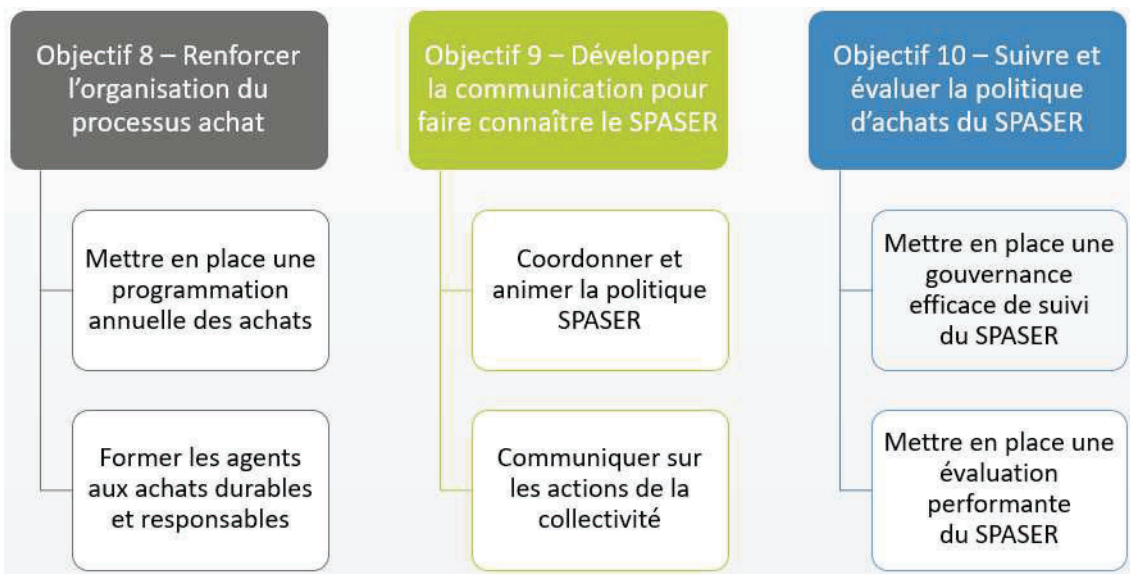 Objectif 8 – Renforcer
l'organisation du
processus achat
Mettre en place une
programmation
annuelle des achats
Former les agents
aux achats durables
et responsables
Objectif 9 – Développer
la communication pour
faire connaître le SPASER
Coordonner et
animer la politique
SPASER
Communiquer sur
les actions de la
collectivité
Objectif 10 – Suivre et
évaluer la politique
d'achats du SPASER
Mettre en place une
gouvernance
efficace de suivi
du SPASER
Mettre en place une
évaluation
performante
du SPASER